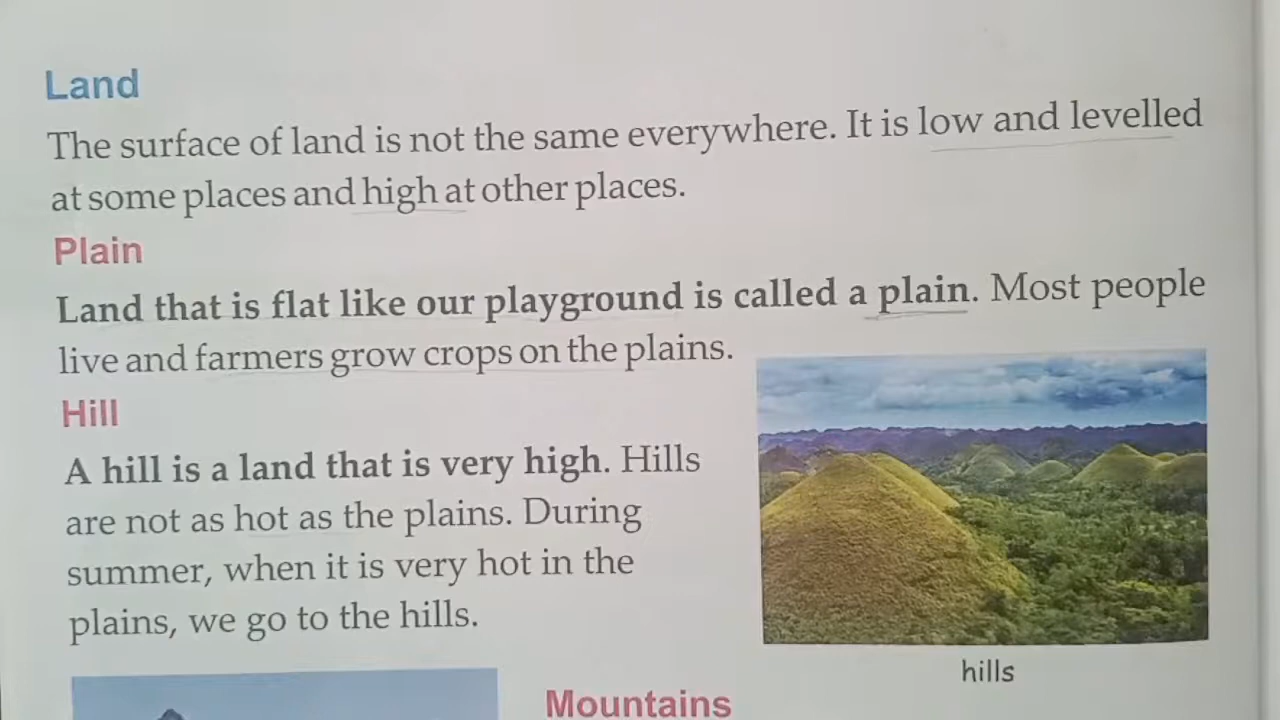 Land
The surface of land is not the same everywhere. It is low and levelled
at some places and high at other places.
Plain
Land that is flat like our playground is called a plain. Most people
live and farmers grow crops on the plains.
Hill
A hill is a land that is very high. Hills
are not as hot as the plains. During
summer, when it is very hot in the
plains, we go to the hills.
hills
Mountains